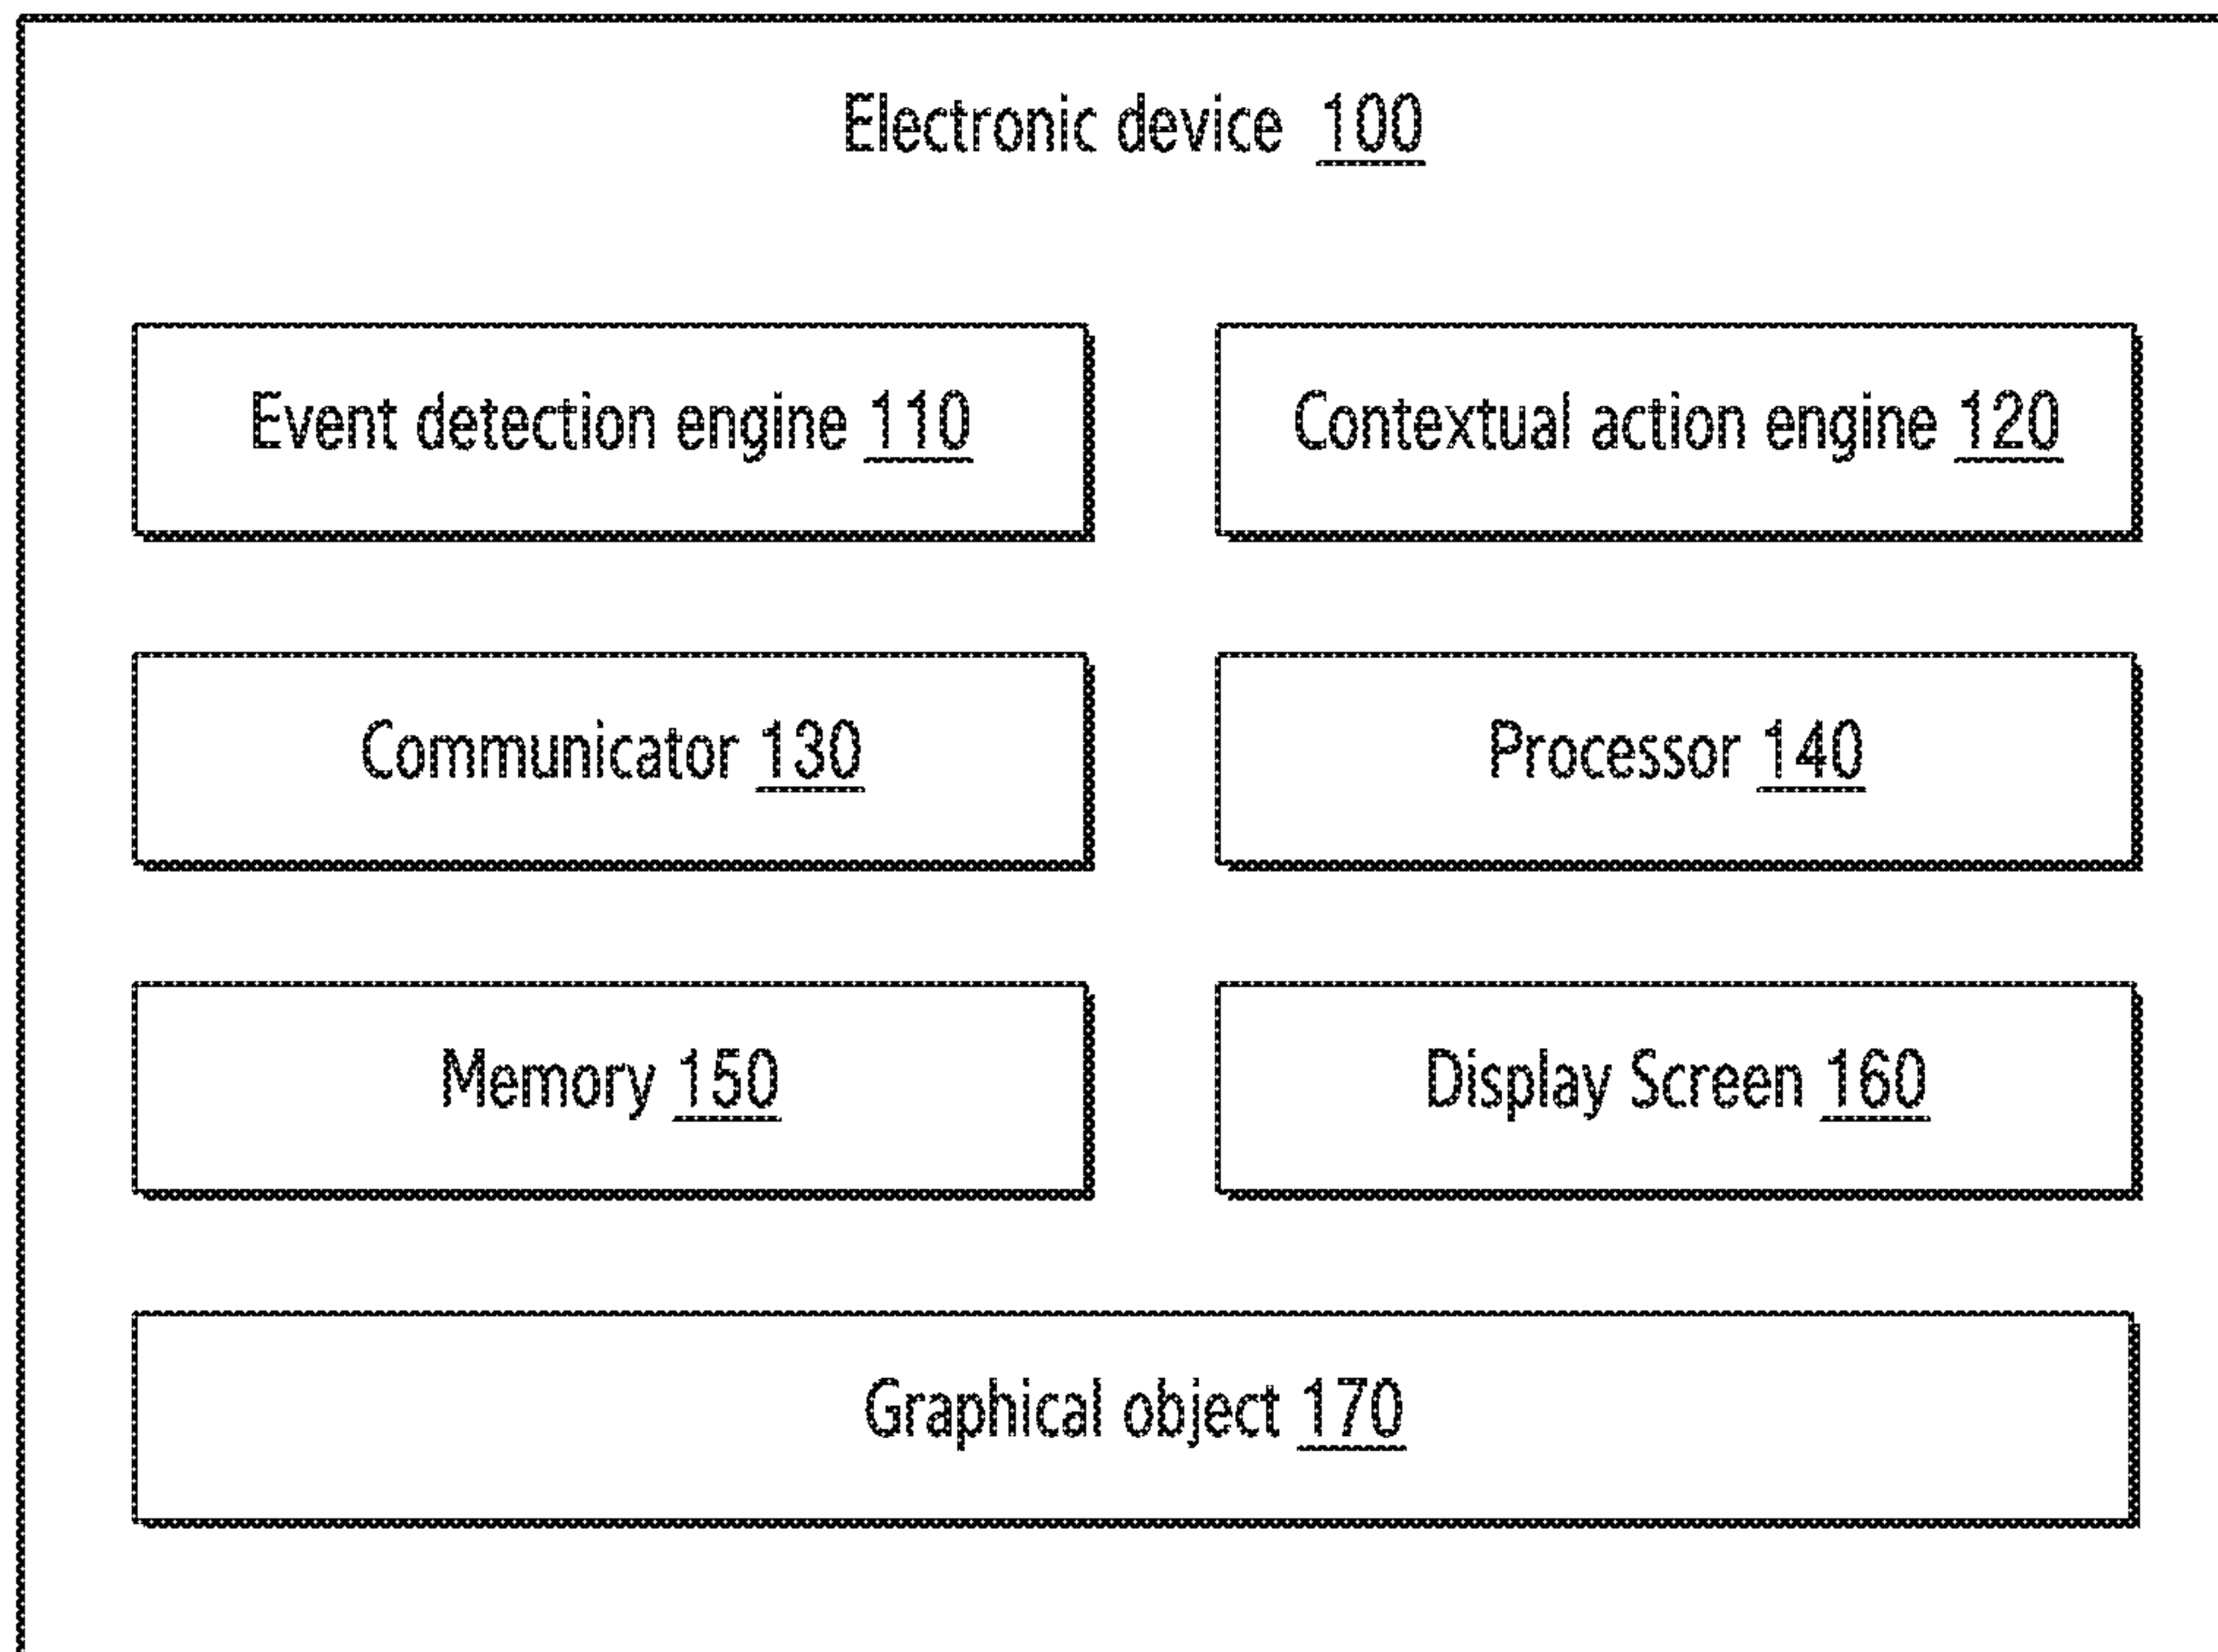 Electronic device 100
Event detection engine 110
Contextual action engine 120
Communicator 130
Processor 140
Memory 150
Display Screen 160
Graphical object 170